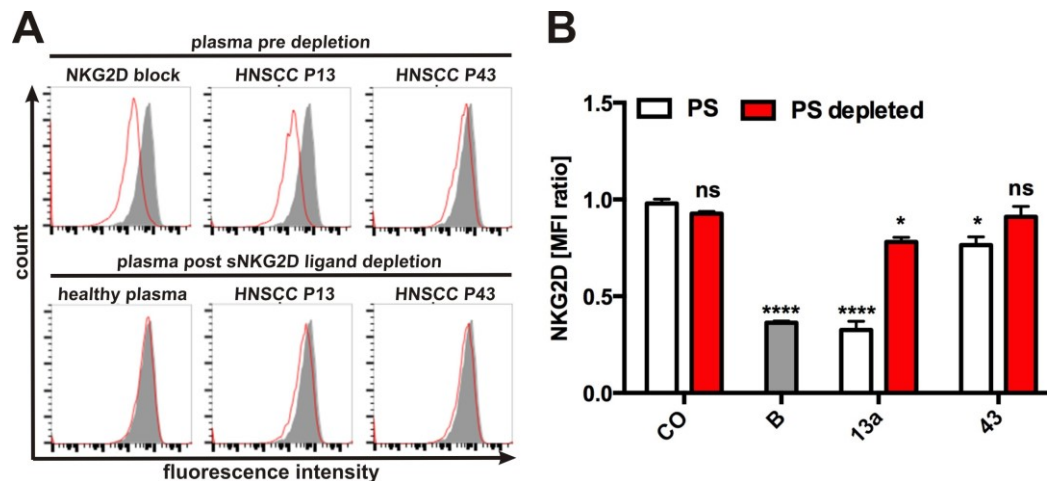 A
plasma pre depletion
NKG2D block HNSCC P13 HNSCC P43
count
plasma post sNKG2D ligand depletion
healthy plasma HNSCC P13 HNSCC P43
fluorescence intensity
B
PS PS depleted
NKG2D [MFI ratio]
1.5
1.0
0.5
0.0
ns
****
****
*
*
ns
CO B 13a 43